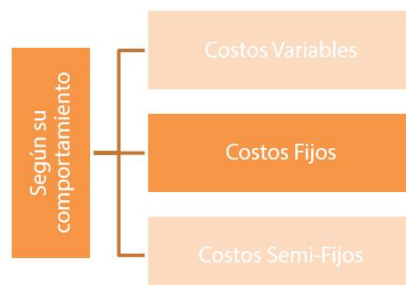 Según su
comportamiento
Costos Variables
Costos Fijos
Costos Semi-Fijos